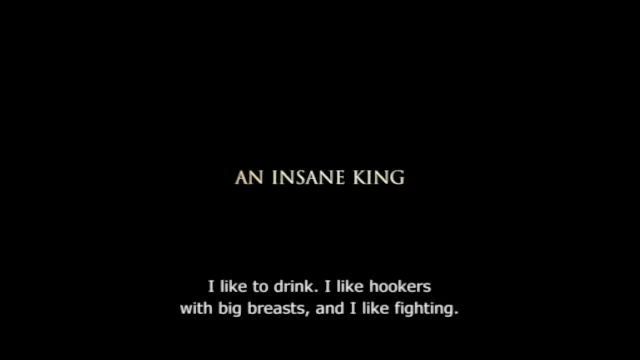 AN INSANE KING
I like to drink. I like hookers
with big breasts, and I like fighting.